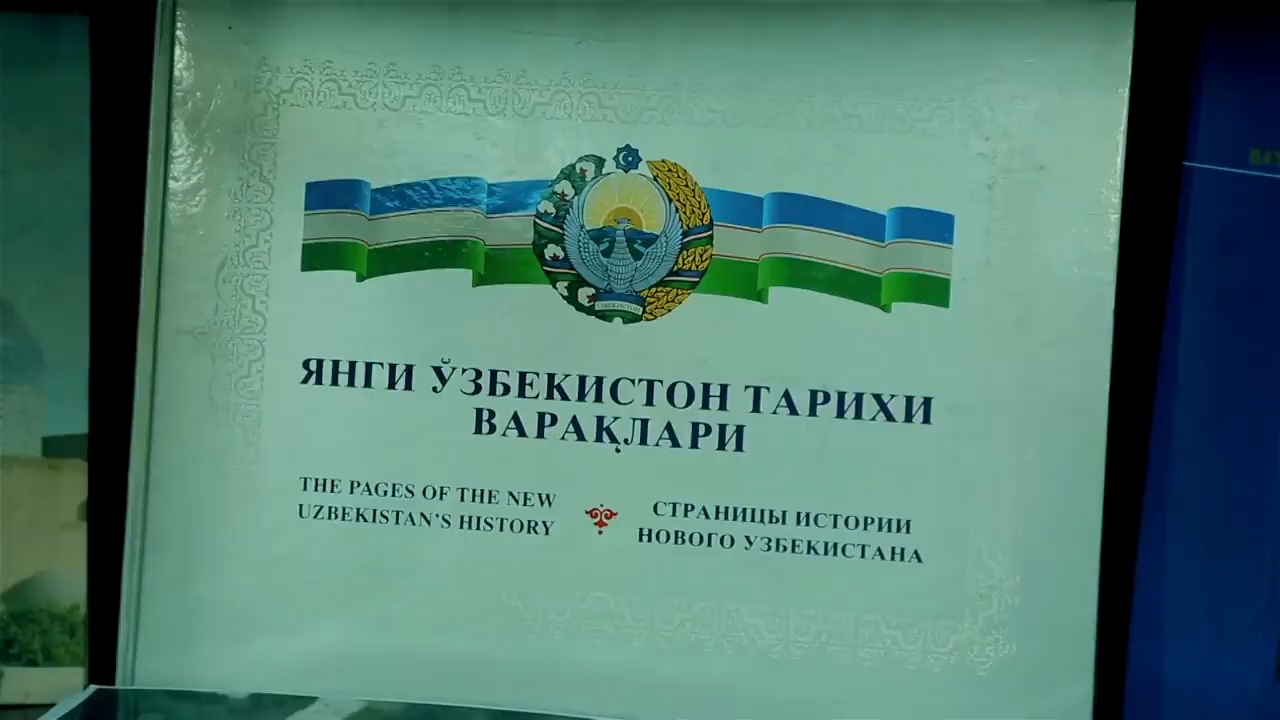 ЯНГИ ЎЗБЕКИСТОН ТАРИХИ
ВАРАҚЛАРИ
THE PAGES OF THE NEW
UZBEKISTAN'S HISTORY
СТРАНИЦЫ ИСТОРИИ
НОВОГО УЗБЕКИСТАНА